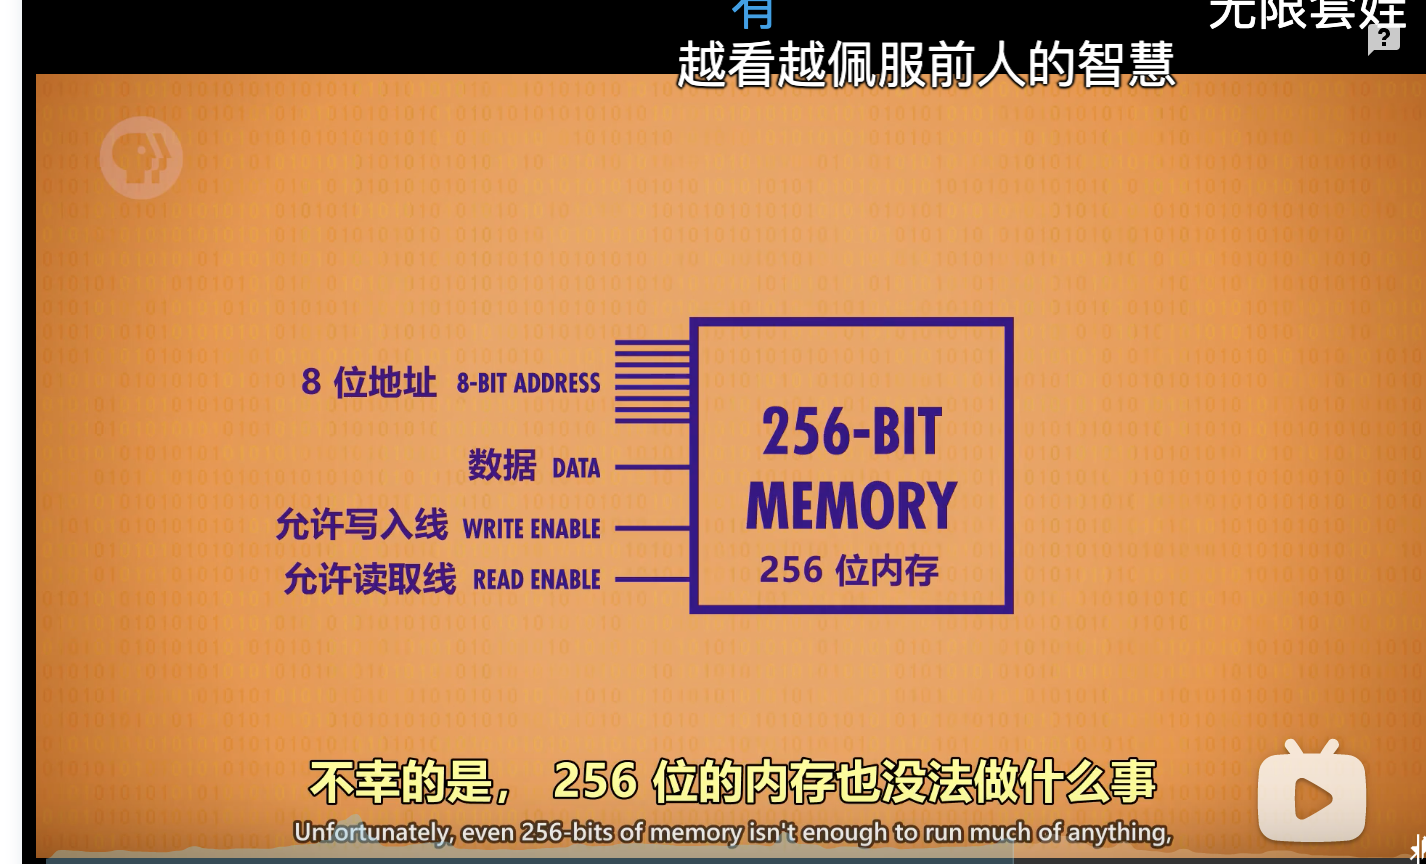 有
无限套娃
?
越看越佩服前人的智慧
8 位地址 8-BIT ADDRESS
数据 DATA
允许写入线 WRITE ENABLE
允许读取线 READ ENABLE
256-BIT
MEMORY
256 位内存
不幸的是， 256 位的内存也没法做什么事
Unfortunately, even 256-bits of memory isn't enough to run much of anything,